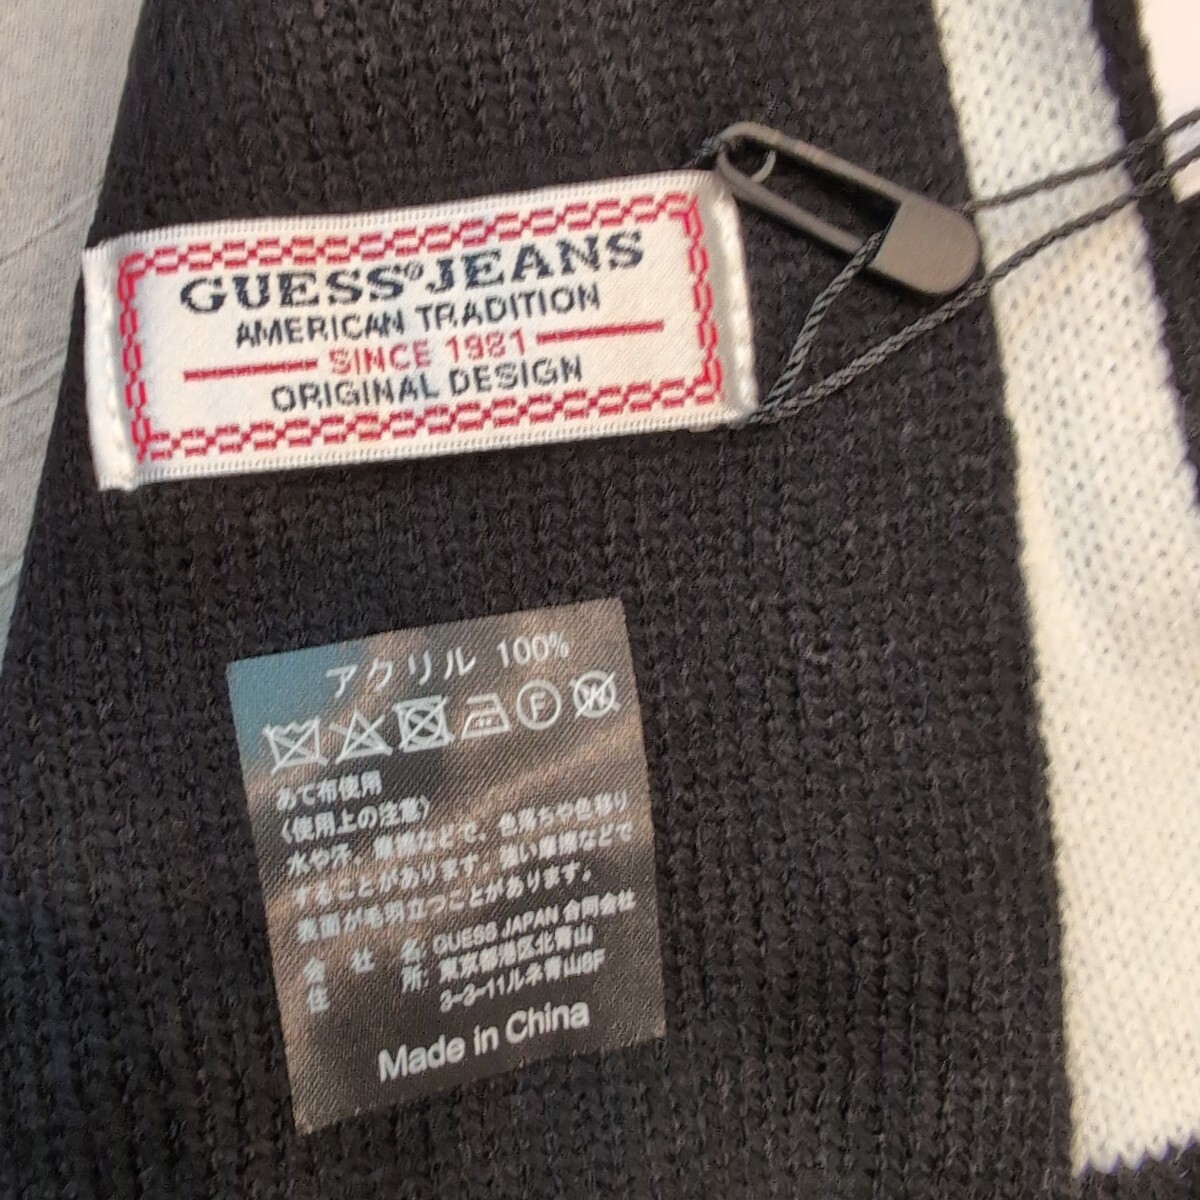 GUESS®JEANS
AMERICAN TRADITION
SINCE 1981
ORIGINAL DESIGN
アクリル 100%
F W
あて布使用
〈使用上の注意〉
水や汗、摩擦などで、色落ちや色移り
することがあります。強い摩擦などで
表面が毛羽立つことがあります。
会 社 名: GUESS JAPAN 合同会社
住 所: 東京都港区北青山
3-3-11ルネ青山8F
Made in China